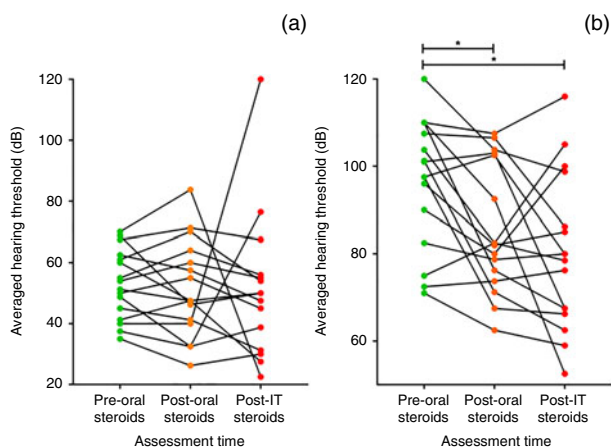 (a)
120
100
80
60
40
20
Averaged hearing threshold (dB)
Pre-oral steroids
Post-oral steroids
Post-IT steroids
Assessment time
(b)
*
*
120
100
80
60
Averaged hearing threshold (dB)
Pre-oral steroids
Post-oral steroids
Post-IT steroids
Assessment time